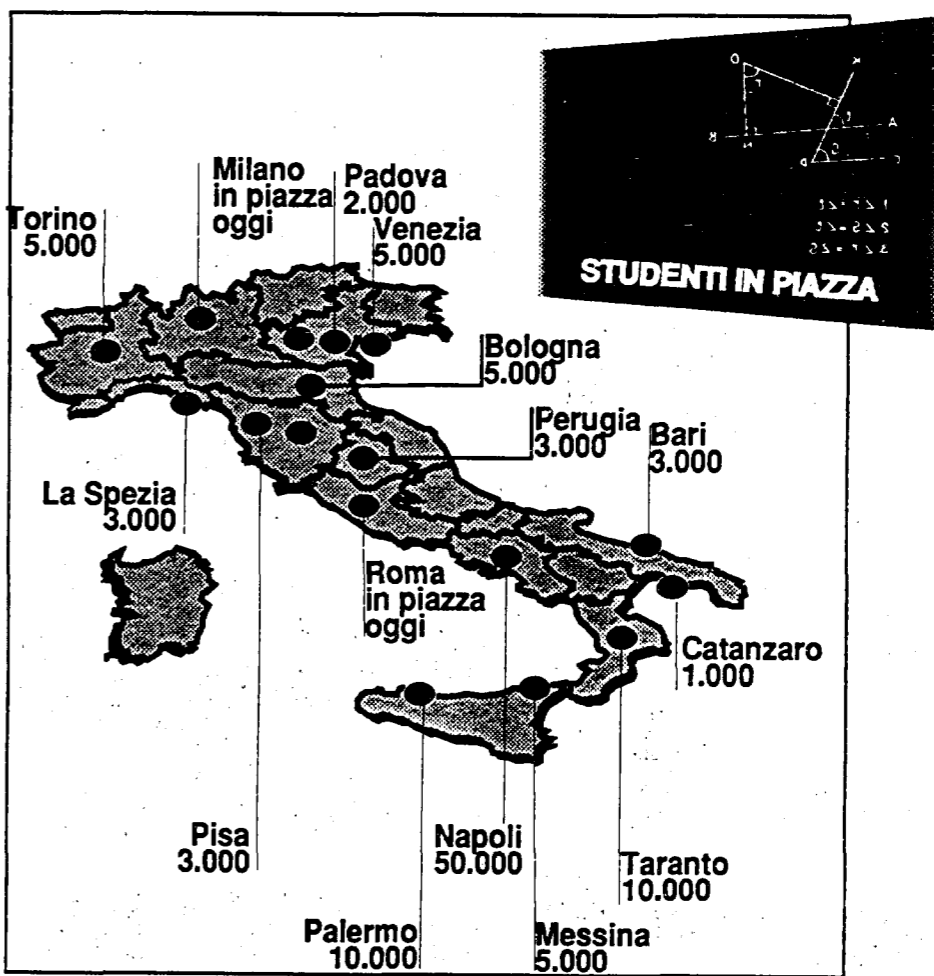 STUDENTI IN PIAZZA
Milano
in piazza
oggi
Padova
2.000
Torino
5.000
Venezia
5.000
Bologna
5.000
Perugia
3.000
Bari
3.000
La Spezia
3.000
Roma
in piazza
oggi
Catanzaro
1.000
Pisa
3.000
Napoli
50.000
Taranto
10.000
Palermo
10.000
Messina
5.000